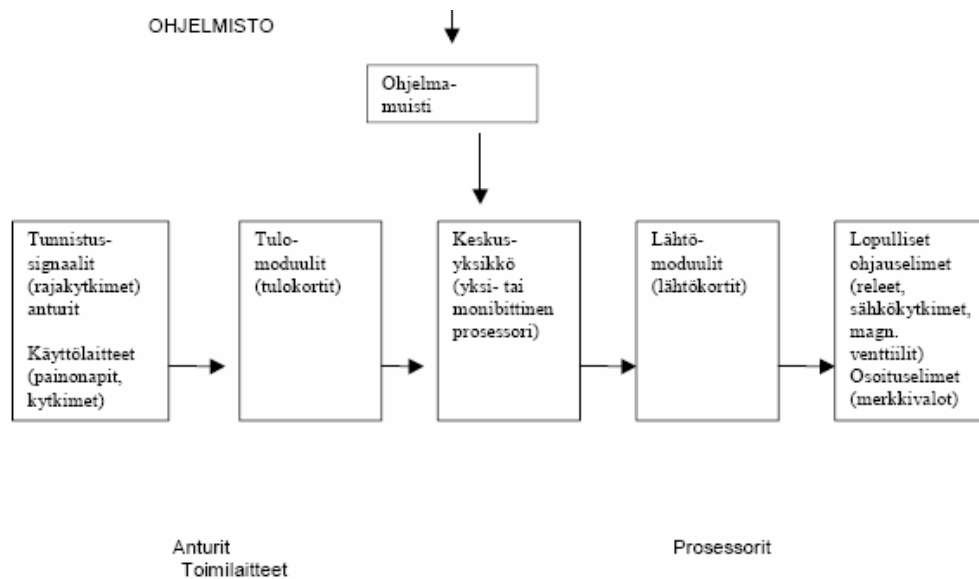 OHJELMISTO
Ohjelma-
muisti
Tunnistus-
signaalit
(rajakytkimet)
anturit
Käyttölaitteet
(painonapit,
kytkimet)
Tulo-
moduulit
(tulokortit)
Keskus-
yksikkö
(yksi- tai
monibittinen
prosessori)
Lähtö-
moduulit
(lähtökortit)
Lopulliset
ohjauselimet
(releet,
sähkökytkimet,
magn.
venttiilit)
Osoituselimet
(merkkivalot)
Anturit
Toimilaitteet
Prosessorit